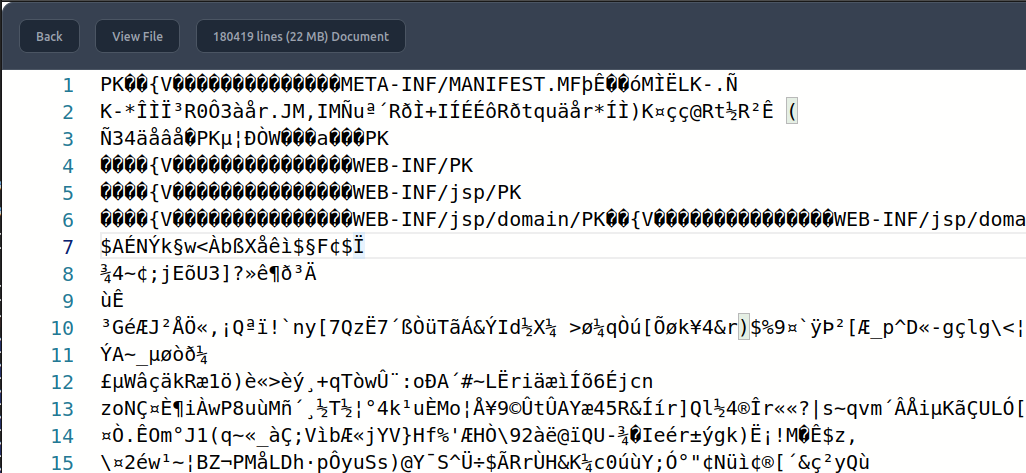 Back
View File
180419 lines (22 MB) Document
1 PK��{V��������������META-INF/MANIFEST.MFþÊ��óMÌËLK-.Ñ
2 K-*ÎÌÏ³R0Ô3àår.JM,IMÑuª´RðÌ+IÍÉÉôRðtquäår*ÍÌ)K¤çç@Rt½R²Ê (
3 Ñ34äåâå�PKµ¦ÐÒW���a���PK
4 ����{V���������������WEB-INF/PK
5 ����{V���������������WEB-INF/jsp/PK
6 ����{V���������������WEB-INF/jsp/domain/PK��{V���������������WEB-INF/jsp/doma
7 $AÉNÝk§w<ÀbßXåêì$§F¢$Ï
8 ¾4~¢;jEõU3]?»ê¶ð³Ä
9 ùÊ
10 ³GéÆJ²ÅÖ«,¡Qªï!`ny[7QzË7´ßÒüTãÁ&ÝId½X¼ >ø¼qÒú[Õøk¥4&r)$%9¤`ÿÞ²[Æ_p^D«-gçlg\<¦
11 ÝA~_µøòð¼
12 £µWâçäkRæ1ö)è«>èý¸+qTòwÛ¨:oÐA´#~LËriäæìÍõ6Éjcn
13 zoNÇ¤È¶iÀwP8uùMñ´¸½T½¦°4k¹uÈMo¦Å¥9©ÛtÛAYæ45R&Íír]Ql½4®Îr««?|s~qvm´ÂÅiµKãÇULÓ[
14 ¤Ò.ÊOm°J1(q~«_àÇ;VìbÆ«jYV}Hf%'ÆHÒ\92àë@ïQU-¾�Ieér±ýgk)Ë¡!M�Ê$z,
15 \¤2éw¹~¦BZ¬PMåLDh·pÔyuSs)@Y¯S^Ü÷$ÃRrÙH&K¼c0úùY;Ó°"¢Nüì¢®[´&ç²yQù